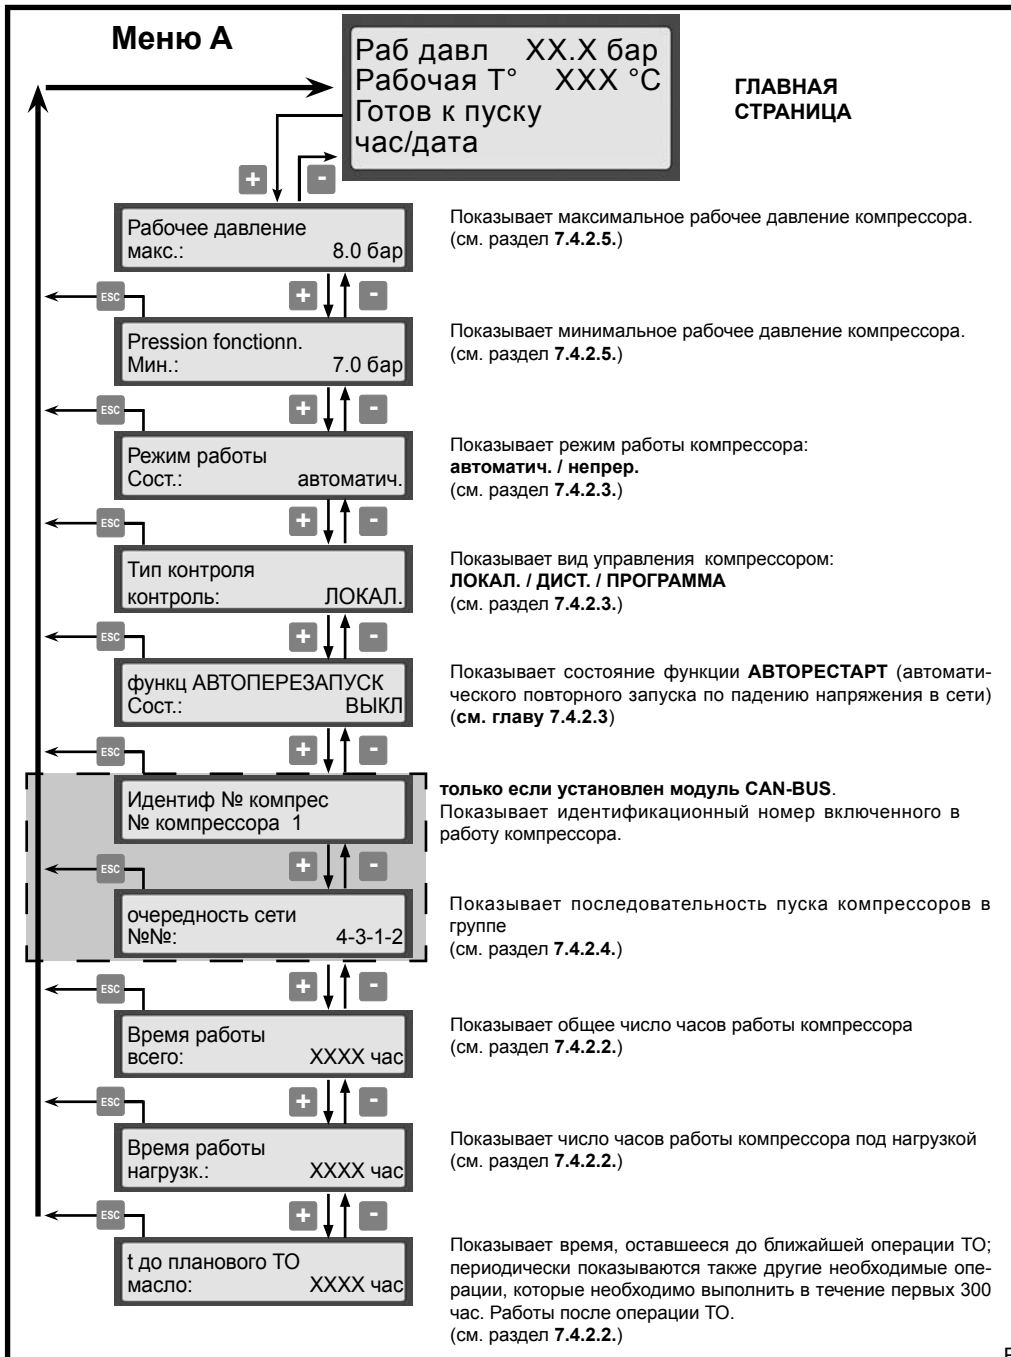 Меню А
Раб давл XX.X бар
Рабочая Т° XXX °C
Готов к пуску
час/дата
ГЛАВНАЯ
СТРАНИЦА
+ -
Рабочее давление
макс.: 8.0 бар
Показывает максимальное рабочее давление компрессора.
(см. раздел 7.4.2.5.)
ESC + -
Pression fonctionn.
Мин.: 7.0 бар
Показывает минимальное рабочее давление компрессора.
(см. раздел 7.4.2.5.)
ESC + -
Режим работы
Сост.: автоматич.
Показывает режим работы компрессора:
автоматич. / непрер.
(см. раздел 7.4.2.3.)
ESC + -
Тип контроля
контроль: ЛОКАЛ.
Показывает вид управления компрессором:
ЛОКАЛ. / ДИСТ. / ПРОГРАММА
(см. раздел 7.4.2.3.)
ESC + -
функц АВТОПЕРЕЗАПУСК
Сост.: ВЫКЛ
Показывает состояние функции АВТОРЕСТАРТ (автомати-
ческого повторного запуска по падению напряжения в сети)
(см. главу 7.4.2.3)
ESC + -
Идентиф № компрес
№ компрессора 1
только если установлен модуль CAN-BUS.
Показывает идентификационный номер включенного в
работу компрессора.
ESC + -
очередность сети
№№: 4-3-1-2
Показывает последовательность пуска компрессоров в
группе
(см. раздел 7.4.2.4.)
ESC + -
Время работы
всего: XXXX час
Показывает общее число часов работы компрессора
(см. раздел 7.4.2.2.)
ESC + -
Время работы
нагрузк.: XXXX час
Показывает число часов работы компрессора под нагрузкой
(см. раздел 7.4.2.2.)
ESC + -
t до планового ТО
масло: XXXX час
Показывает время, оставшееся до ближайшей операции ТО;
периодически показываются также другие необходимые опе-
рации, которые необходимо выполнить в течение первых 300
час. Работы после операции ТО.
(см. раздел 7.4.2.2.)